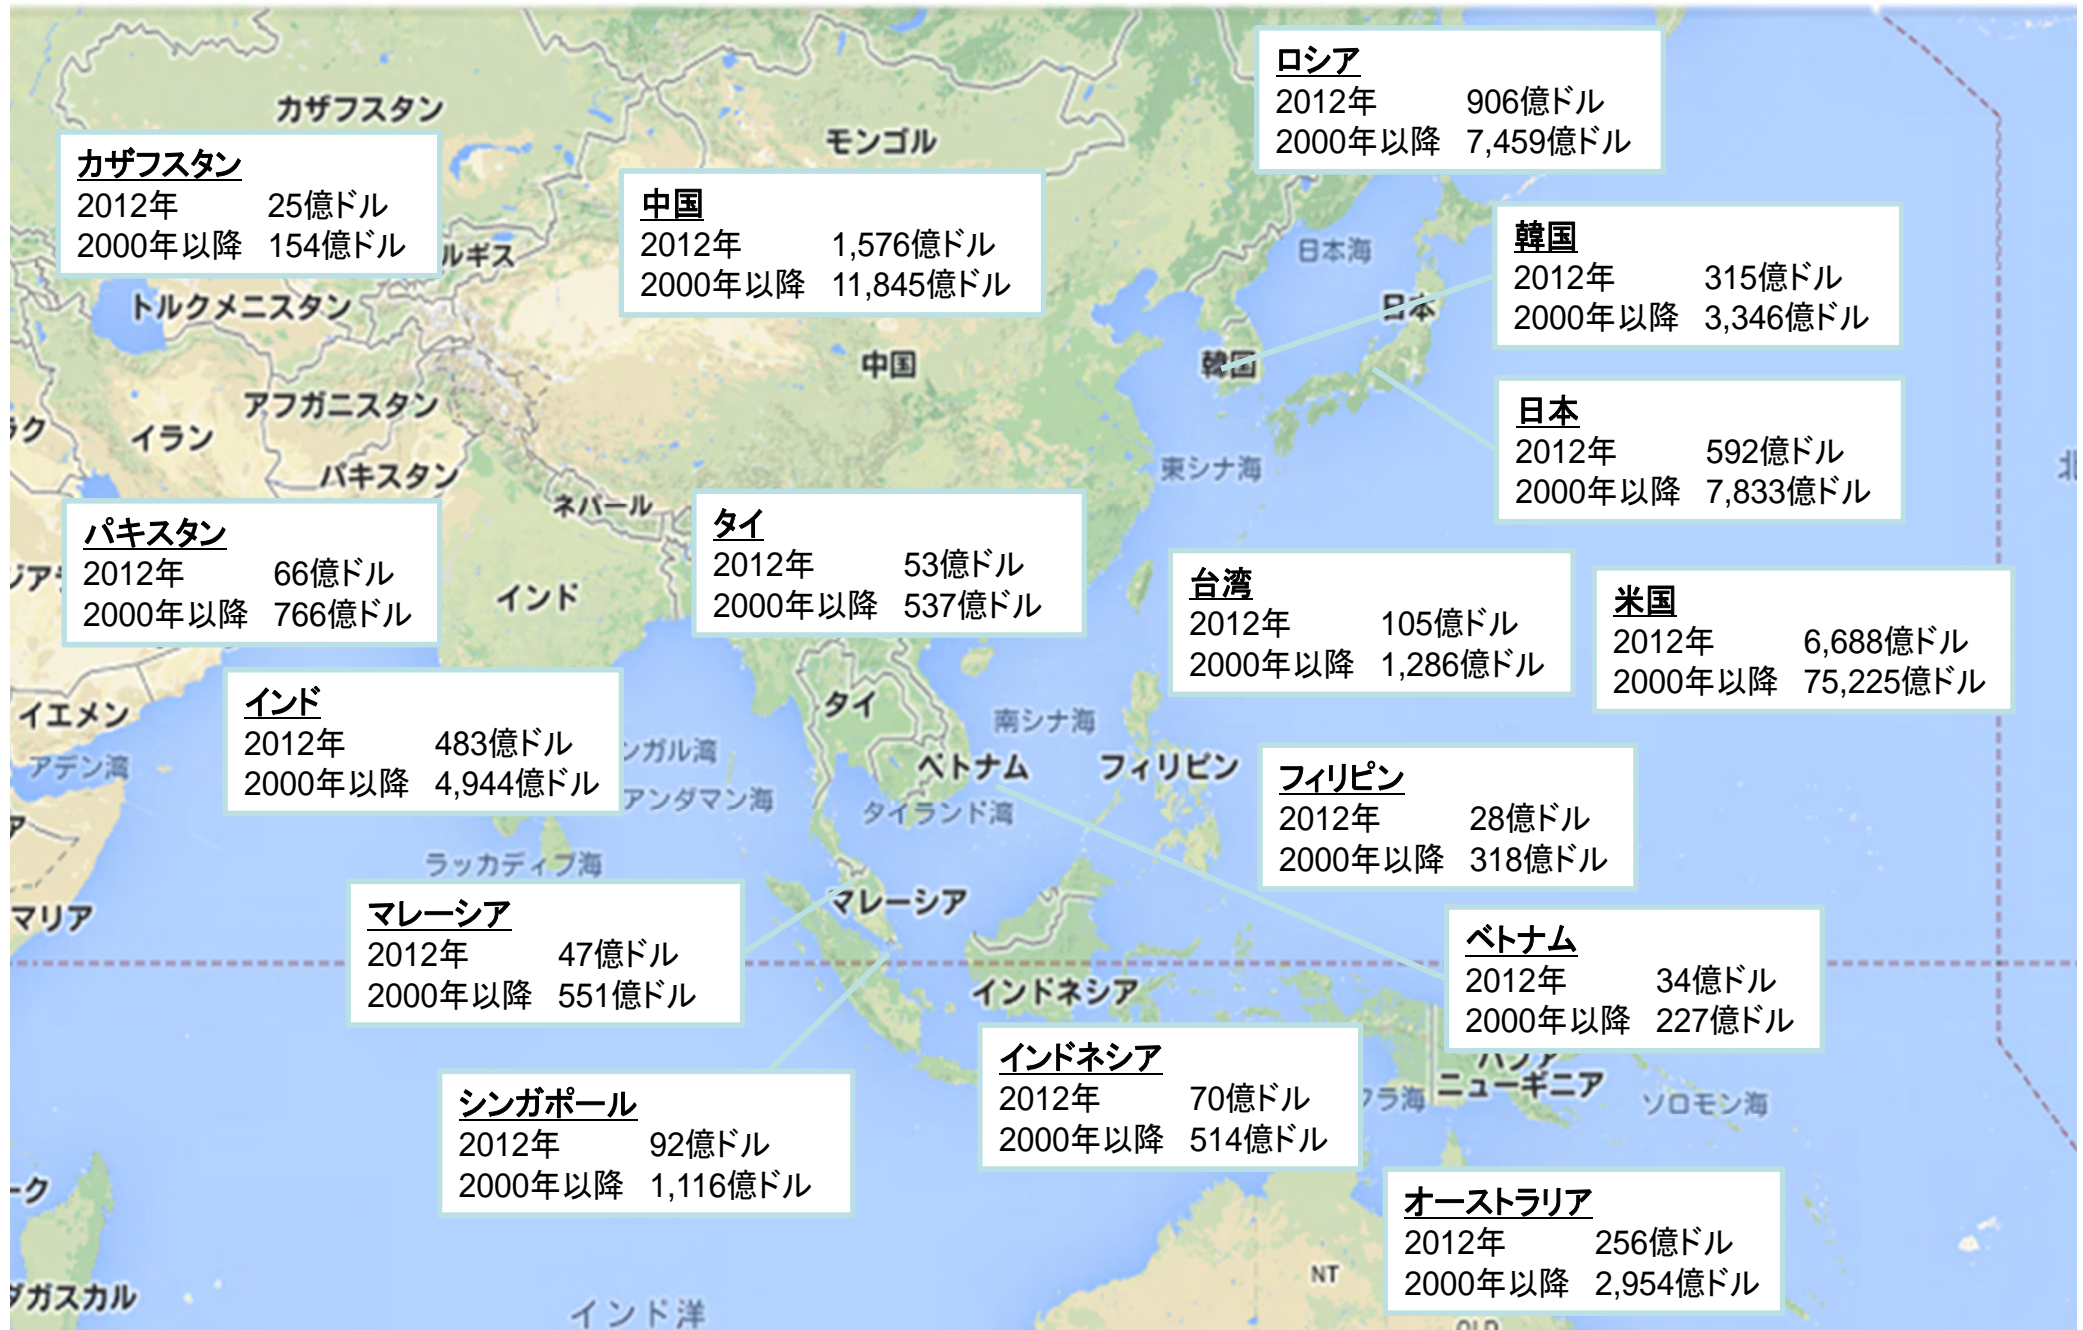 ロシア
2012年 906億ドル
2000年以降 7,459億ドル
カザフスタン
モンゴル
カザフスタン
2012年 25億ドル
2000年以降 154億ドル
中国
2012年 1,576億ドル
2000年以降 11,845億ドル
韓国
2012年 315億ドル
2000年以降 3,346億ドル
ルギス
日本海
トルクメニスタン
日本
中国
韓国
日本
2012年 592億ドル
2000年以降 7,833億ドル
アフガニスタン
イラン
パキスタン
東シナ海
ネパール
パキスタン
2012年 66億ドル
2000年以降 766億ドル
タイ
2012年 53億ドル
2000年以降 537億ドル
インド
台湾
2012年 105億ドル
2000年以降 1,286億ドル
米国
2012年 6,688億ドル
2000年以降 75,225億ドル
イエメン
アデン湾
インド
2012年 483億ドル
2000年以降 4,944億ドル
ンガル湾
アンダマン海
タイ
南シナ海
ベトナム
フィリピン
タイランド湾
フィリピン
2012年 28億ドル
2000年以降 318億ドル
ラッカディブ海
マリア
マレーシア
2012年 47億ドル
2000年以降 551億ドル
マレーシア
ベトナム
2012年 34億ドル
2000年以降 227億ドル
インドネシア
インドネシア
2012年 70億ドル
2000年以降 514億ドル
ニューギニア
フラ海
ソロモン海
シンガポール
2012年 92億ドル
2000年以降 1,116億ドル
オーストラリア
2012年 256億ドル
2000年以降 2,954億ドル
ーク
ダガスカル
インド洋
NT